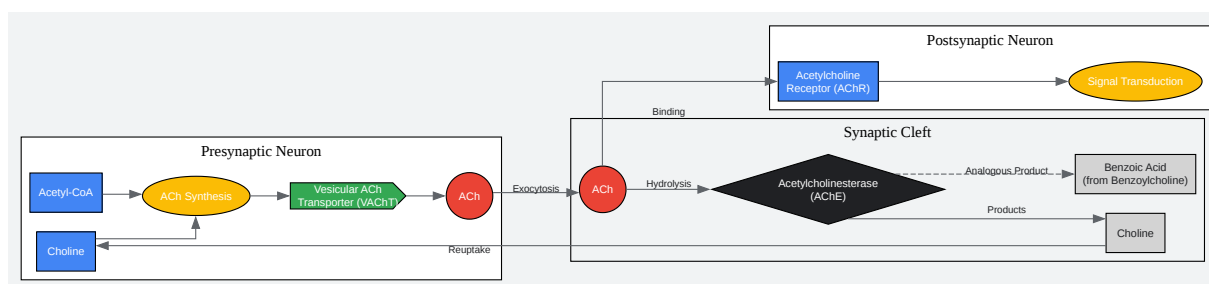 Postsynaptic Neuron
Acetylcholine
Receptor (AChR)
Signal Transduction
Binding
Synaptic Cleft
Presynaptic Neuron
Acetyl-CoA
ACh Synthesis
Vesicular ACh
Transporter (VAChT)
ACh
Exocytosis
ACh
Hydrolysis
Acetylcholinesterase
(AChE)
Analogous Product
Benzoic Acid
(from Benzoylcholine)
Products
Choline
Choline
Reuptake